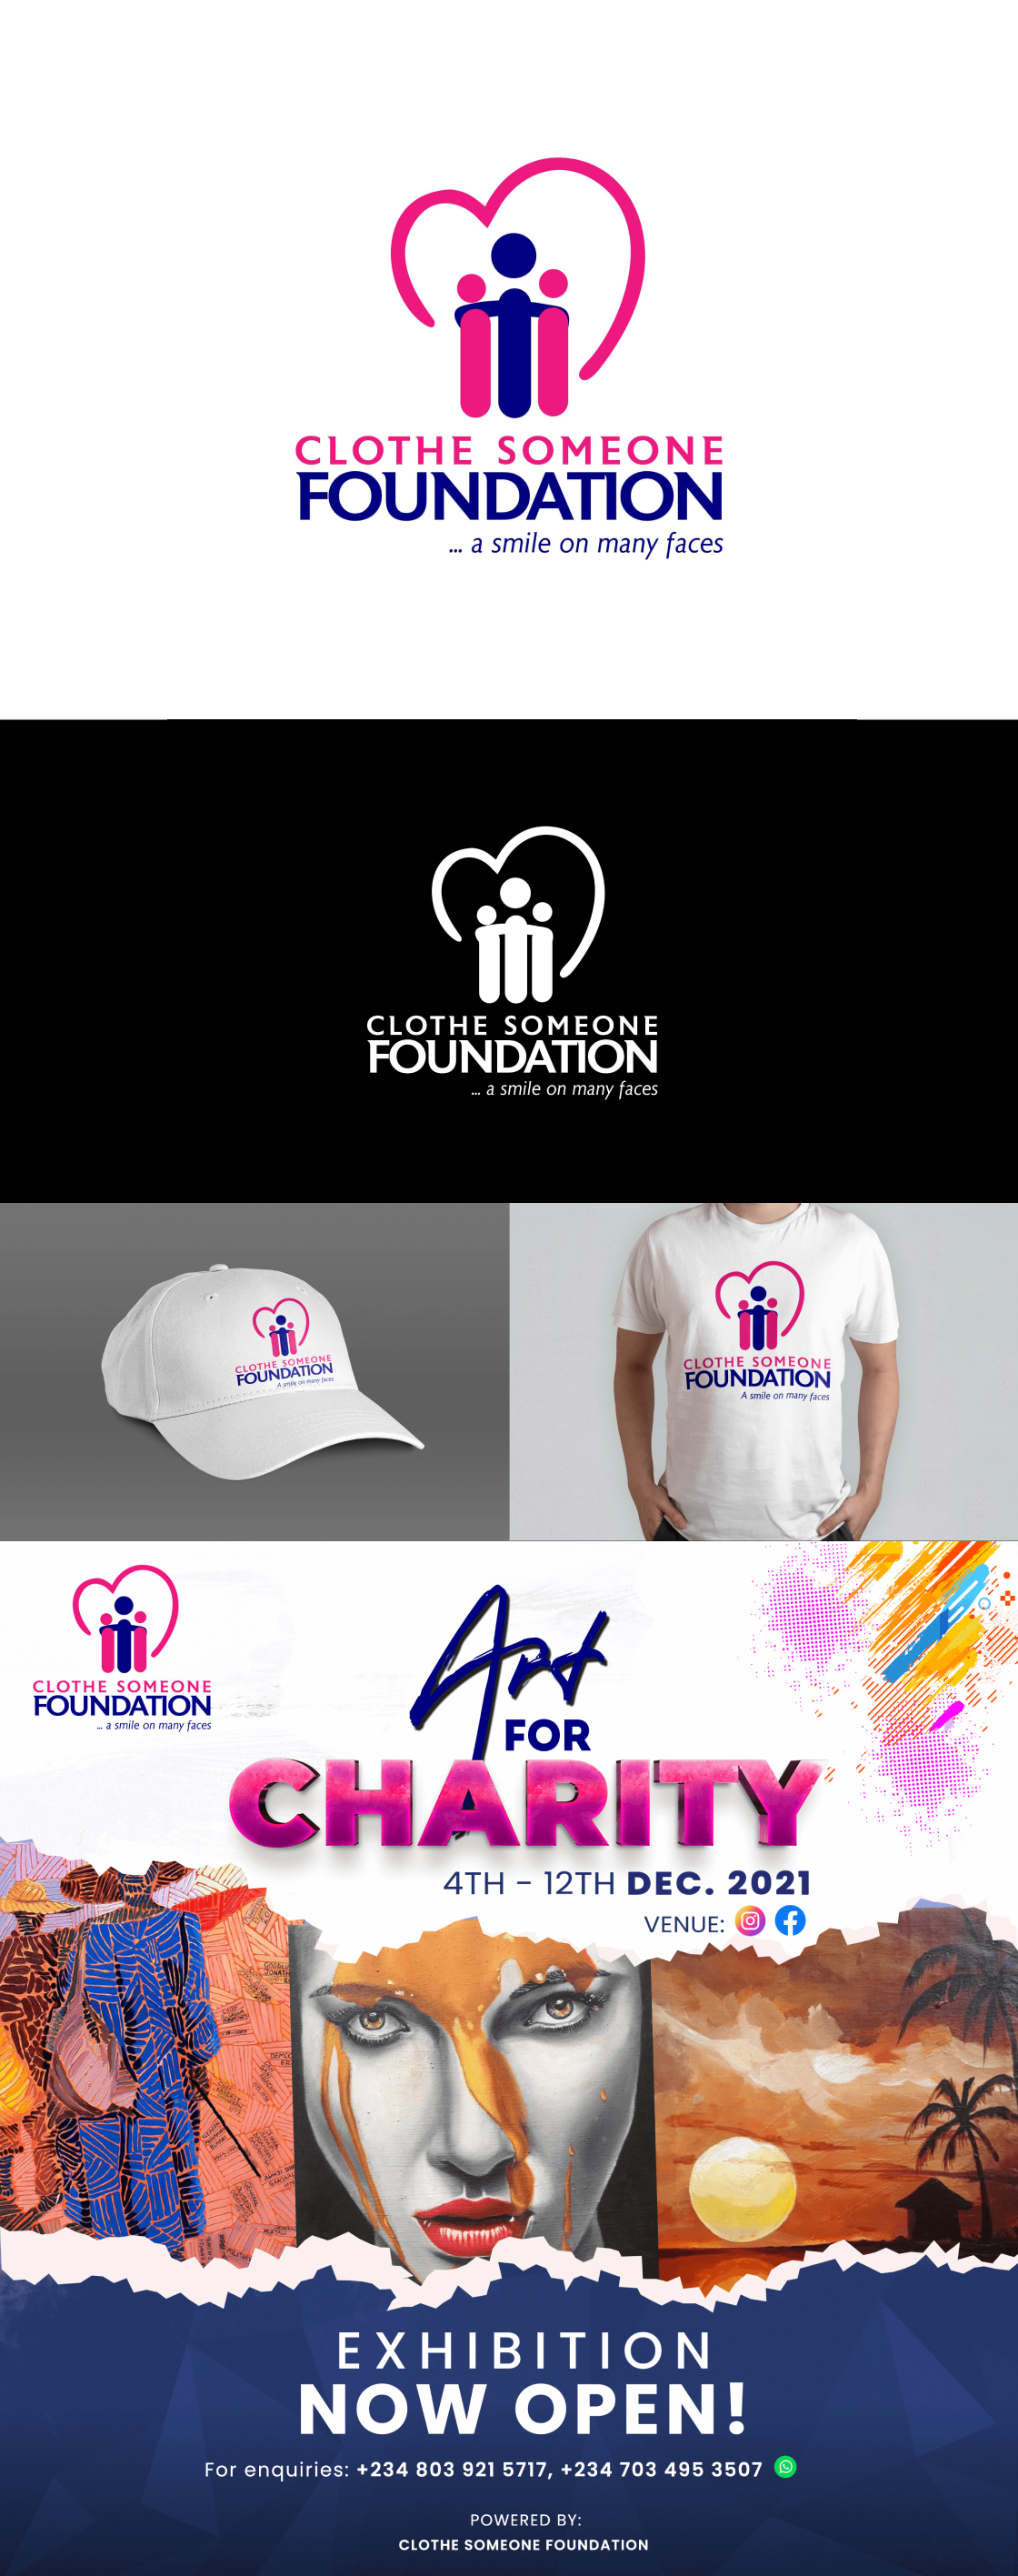 CLOTHE SOMEONE
FOUNDATION
... a smile on many faces
CLOTHE SOMEONE
FOUNDATION
... a smile on many faces
CLOTHE SOMEONE
FOUNDATION
A smile on many faces
CLOTHE SOMEONE
FOUNDATION
A smile on many faces
CLOTHE SOMEONE
FOUNDATION
... a smile on many faces
Art
FOR
CHARITY
4TH - 12TH DEC. 2021
VENUE:
EXHIBITION
NOW OPEN!
For enquiries: +234 803 921 5717, +234 703 495 3507
POWERED BY:
CLOTHE SOMEONE FOUNDATION